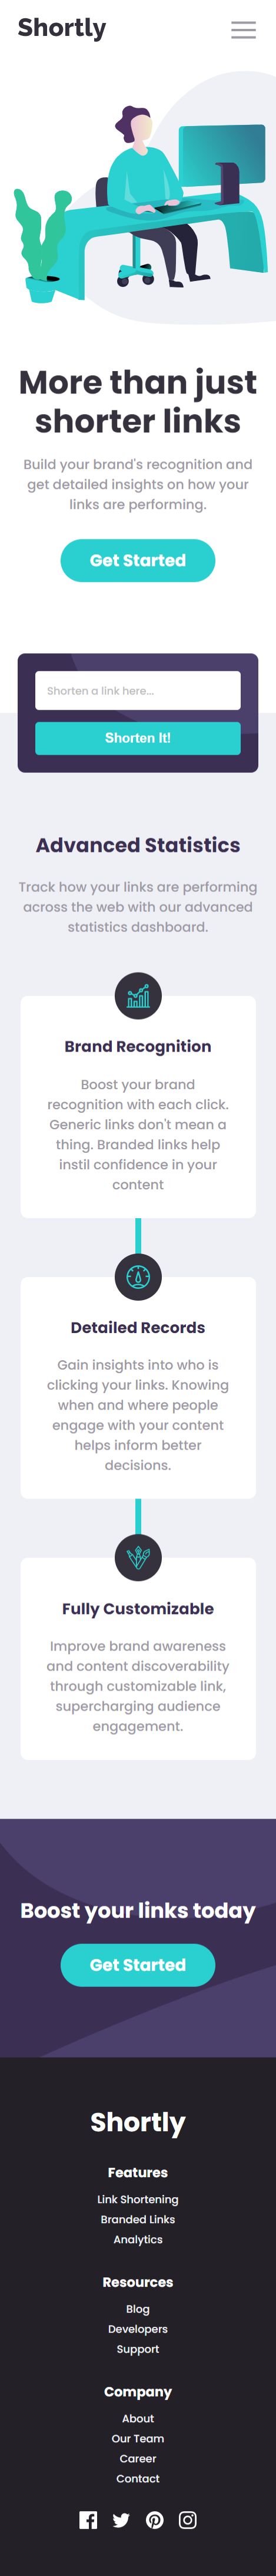 Shortly
More than just
shorter links
Build your brand's recognition and
get detailed insights on how your
links are performing.
Get Started
Shorten a link here...
Shorten It!
Advanced Statistics
Track how your links are performing
across the web with our advanced
statistics dashboard.
Brand Recognition
Boost your brand
recognition with each click.
Generic links don't mean a
thing. Branded links help
instil confidence in your
content
Detailed Records
Gain insights into who is
clicking your links. Knowing
when and where people
engage with your content
helps inform better
decisions.
Fully Customizable
Improve brand awareness
and content discoverability
through customizable link,
supercharging audience
engagement.
Boost your links today
Get Started
Shortly
Features
Link Shortening
Branded Links
Analytics
Resources
Blog
Developers
Support
Company
About
Our Team
Career
Contact